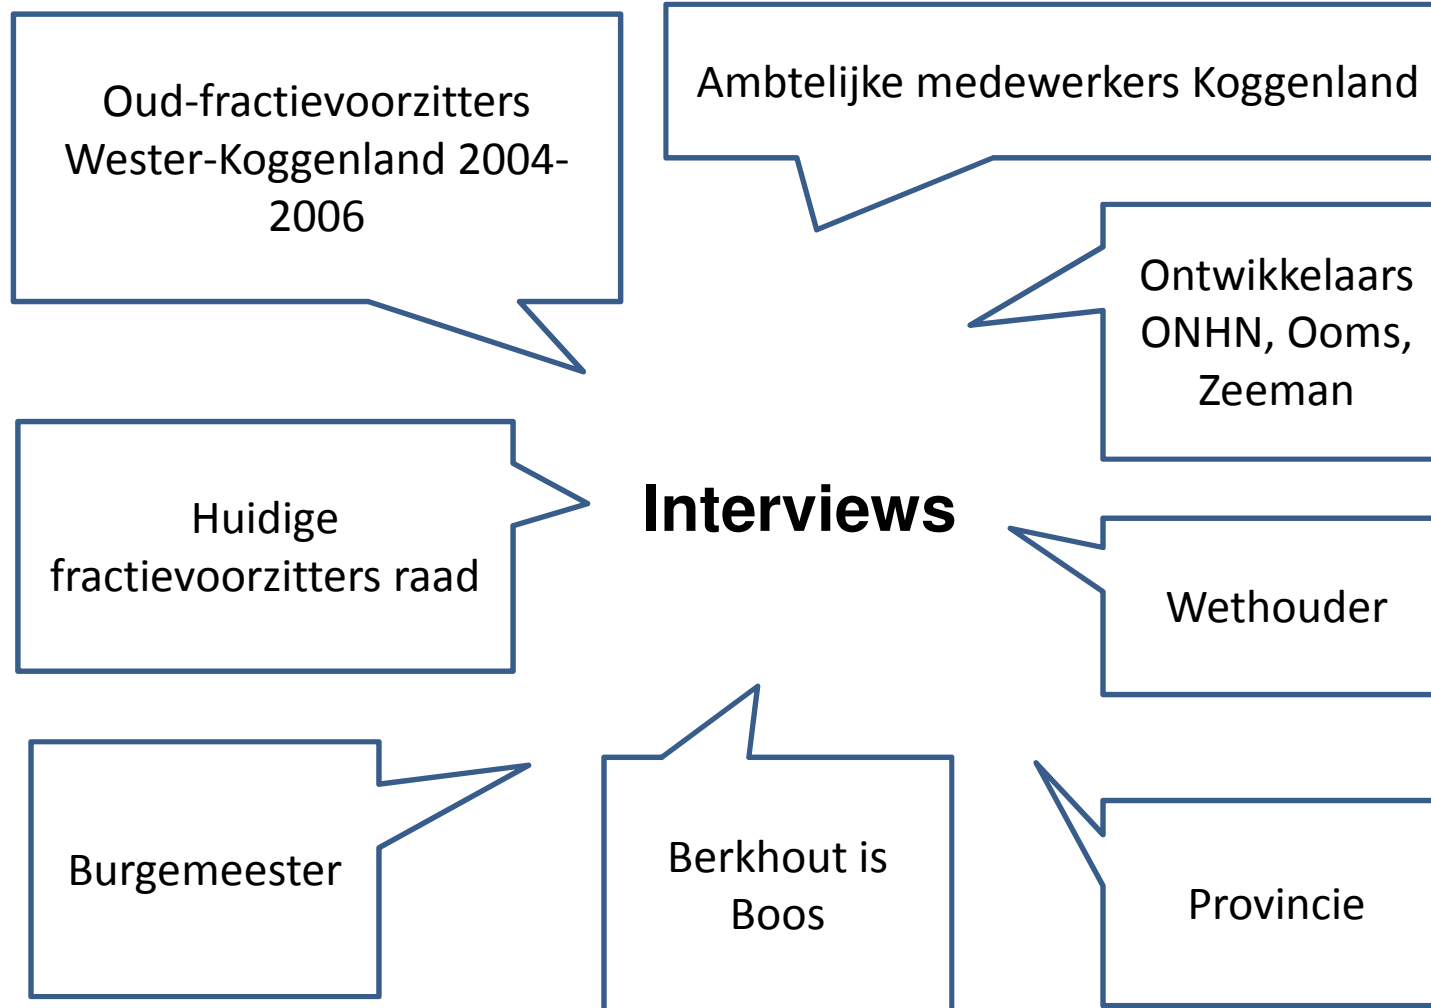 Oud-fractievoorzitters
Wester-Koggenland 2004-
2006
Ambtelijke medewerkers Koggenland
Ontwikkelaars
ONHN, Ooms,
Zeeman
Huidige
fractievoorzitters raad
Interviews
Wethouder
Burgemeester
Berkhout is
Boos
Provincie